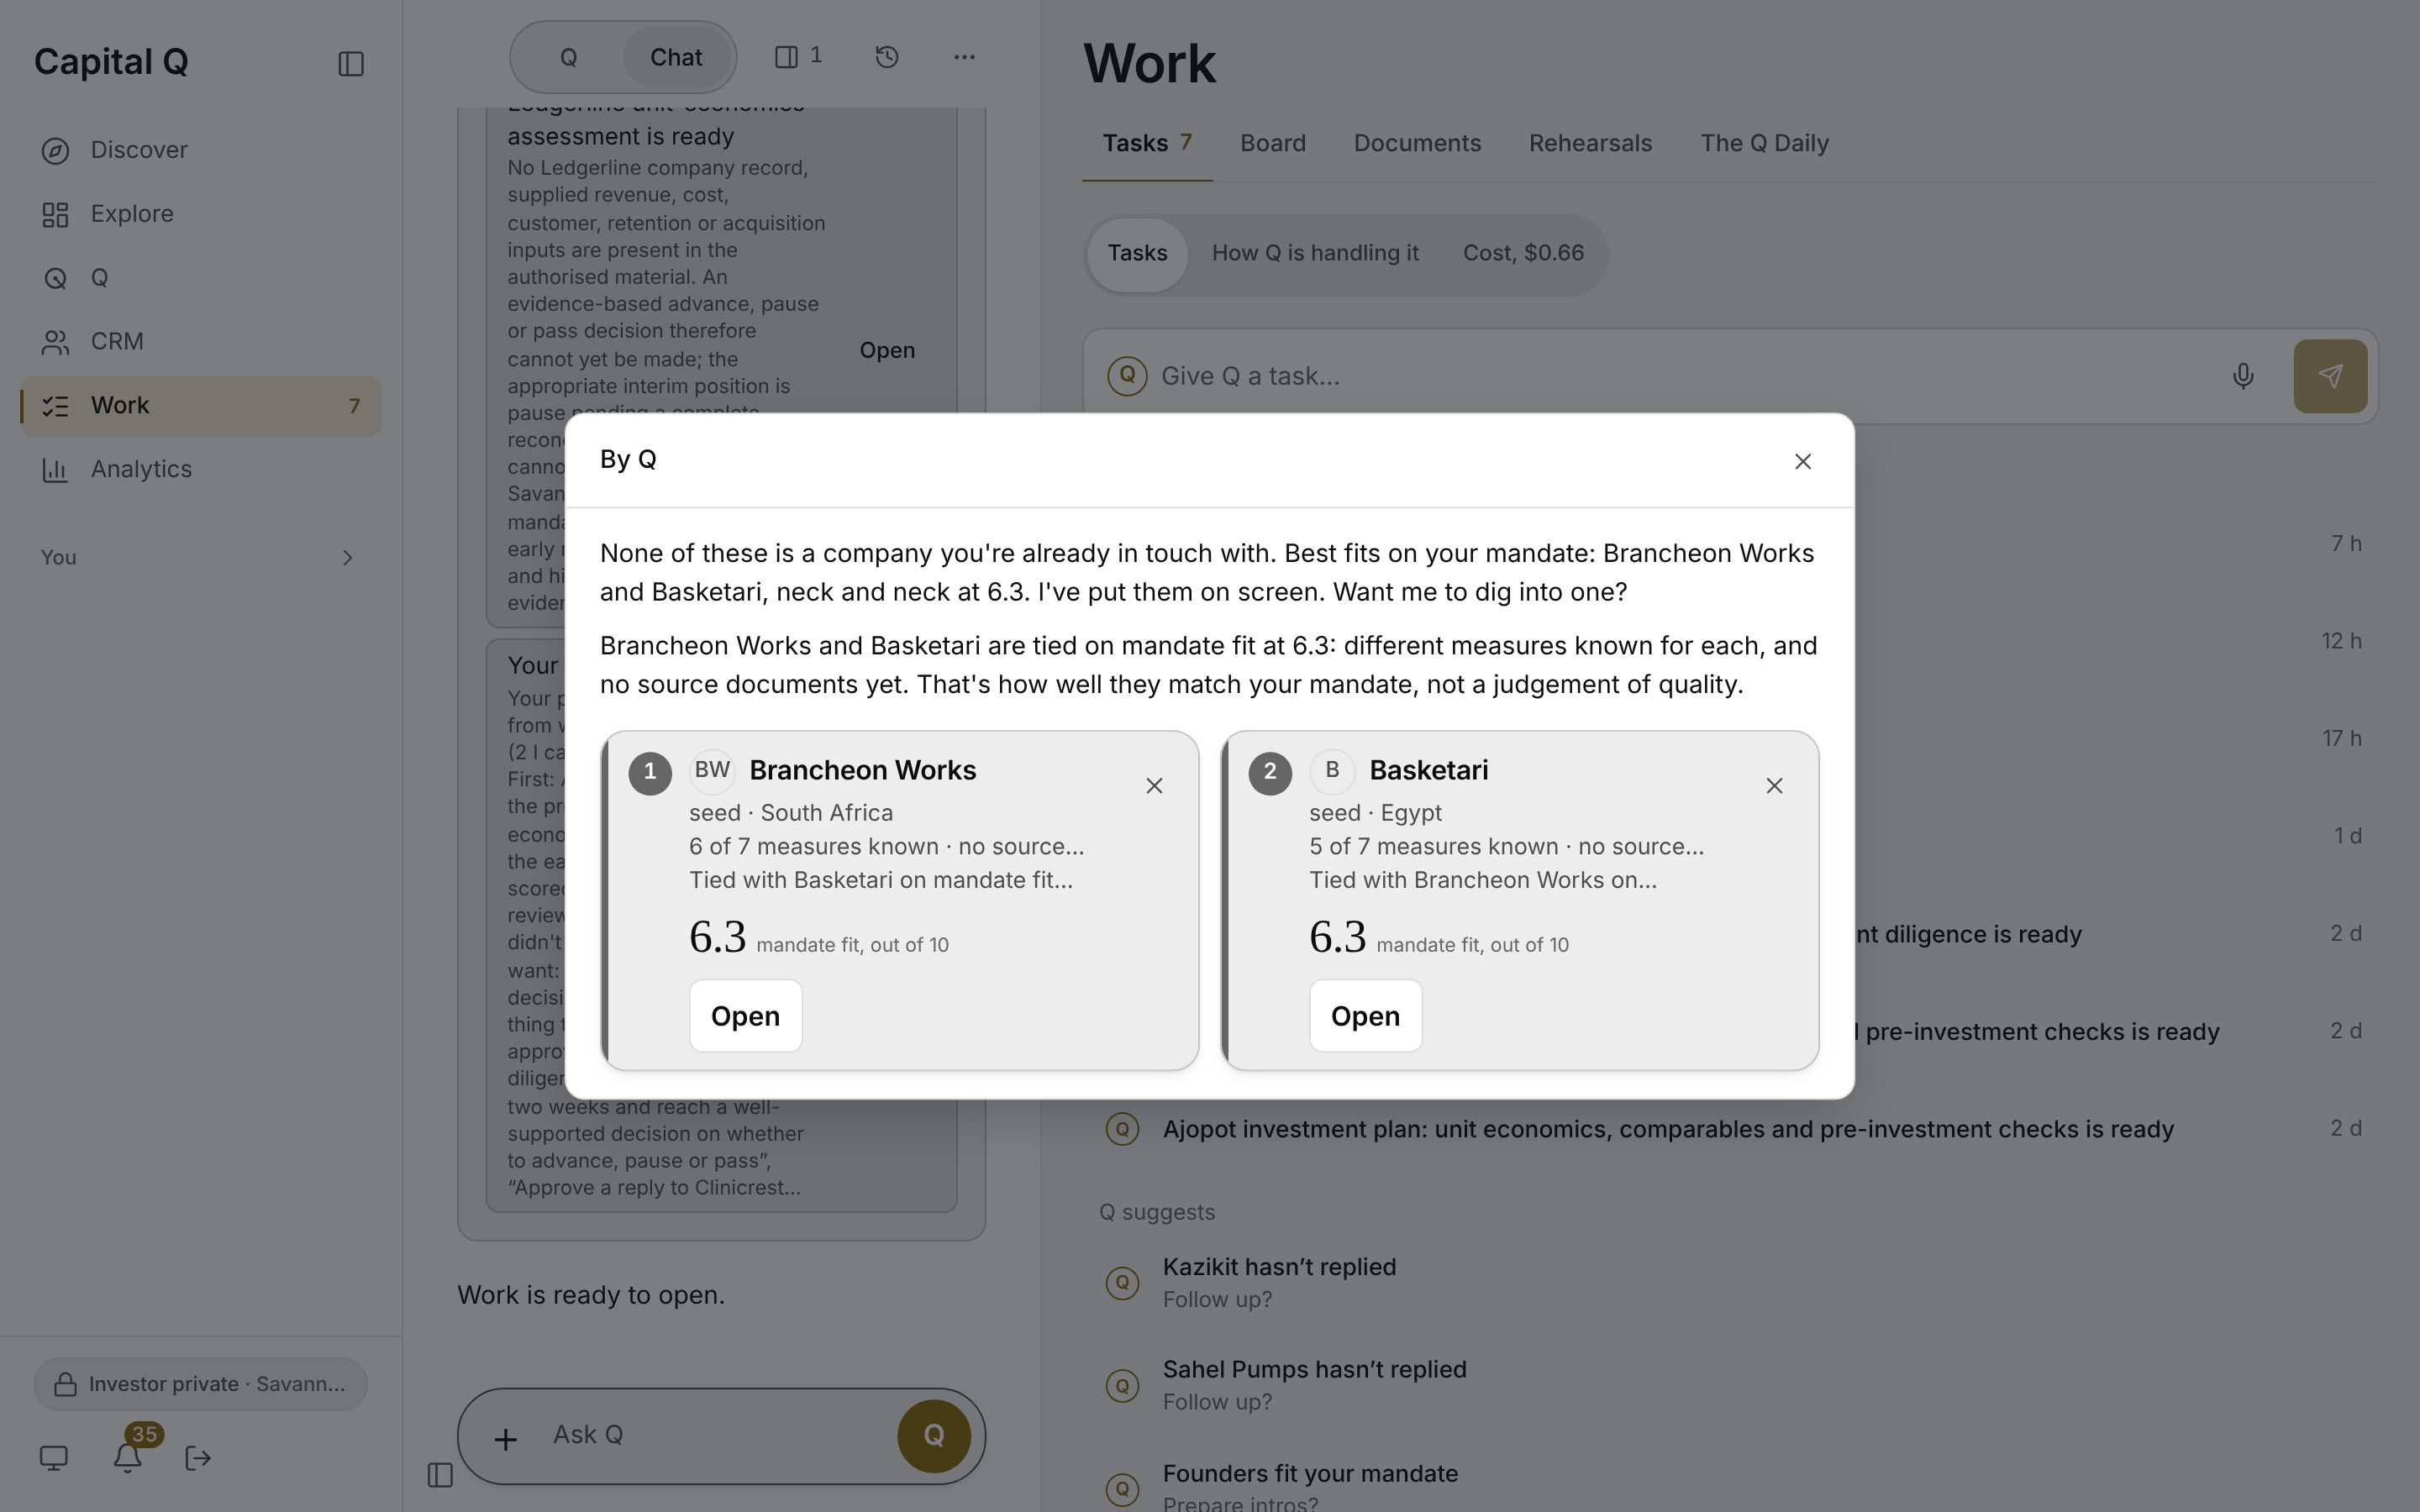 Capital Q
Discover
Explore
Q
CRM
Work 7
Analytics
You
Investor private · Savann...
35
Q Chat 1
assessment is ready
No Ledgerline company record,
supplied revenue, cost,
customer, retention or acquisition
inputs are present in the
authorised material. An
evidence-based advance, pause
or pass decision therefore
cannot yet be made; the
appropriate interim position is
Open
Your
two weeks and reach a well-
supported decision on whether
to advance, pause or pass”,
“Approve a reply to Clinicrest...
Work is ready to open.
Ask Q
Q
Work
Tasks 7 Board Documents Rehearsals The Q Daily
Tasks How Q is handling it Cost, $0.66
Q Give Q a task...
7 h
12 h
17 h
1 d
diligence is ready 2 d
pre-investment checks is ready 2 d
Q Ajopot investment plan: unit economics, comparables and pre-investment checks is ready 2 d
Q suggests
Q Kazikit hasn’t replied
Follow up?
Q Sahel Pumps hasn’t replied
Follow up?
Q Founders fit your mandate
Prepare intros?
By Q
None of these is a company you're already in touch with. Best fits on your mandate: Brancheon Works
and Basketari, neck and neck at 6.3. I've put them on screen. Want me to dig into one?
Brancheon Works and Basketari are tied on mandate fit at 6.3: different measures known for each, and
no source documents yet. That's how well they match your mandate, not a judgement of quality.
1 BW Brancheon Works
seed · South Africa
6 of 7 measures known · no source...
Tied with Basketari on mandate fit...
6.3 mandate fit, out of 10
Open
2 B Basketari
seed · Egypt
5 of 7 measures known · no source...
Tied with Brancheon Works on...
6.3 mandate fit, out of 10
Open